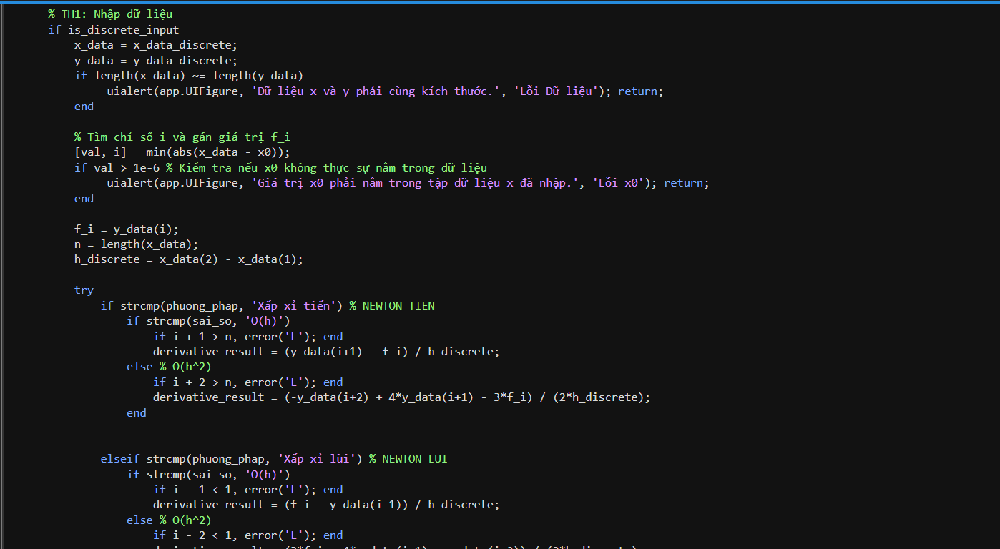 % TH1: Nhập dữ liệu
if is_discrete_input
x_data = x_data_discrete;
y_data = y_data_discrete;
if length(x_data) ~= length(y_data)
uialert(app.UIFigure, 'Dữ liệu x và y phải cùng kích thước.', 'Lỗi Dữ liệu'); return;
end
% Tìm chỉ số i và gán giá trị f_i
[val, i] = min(abs(x_data - x0));
if val > 1e-6 % Kiểm tra nếu x0 không thực sự nằm trong dữ liệu
uialert(app.UIFigure, 'Giá trị x0 phải nằm trong tập dữ liệu x đã nhập.', 'Lỗi x0'); return;
end
f_i = y_data(i);
n = length(x_data);
h_discrete = x_data(2) - x_data(1);
try
if strcmp(phuong_phap, 'Xấp xỉ tiến') % NEWTON TIEN
if strcmp(sai_so, 'O(h)')
if i + 1 > n, error('L'); end
derivative_result = (y_data(i+1) - f_i) / h_discrete;
else % O(h^2)
if i + 2 > n, error('L'); end
derivative_result = (-y_data(i+2) + 4*y_data(i+1) - 3*f_i) / (2*h_discrete);
end
elseif strcmp(phuong_phap, 'Xấp xỉ lùi') % NEWTON LUI
if strcmp(sai_so, 'O(h)')
if i - 1 < 1, error('L'); end
derivative_result = (f_i - y_data(i-1)) / h_discrete;
else % O(h^2)
if i - 2 < 1, error('L'); end